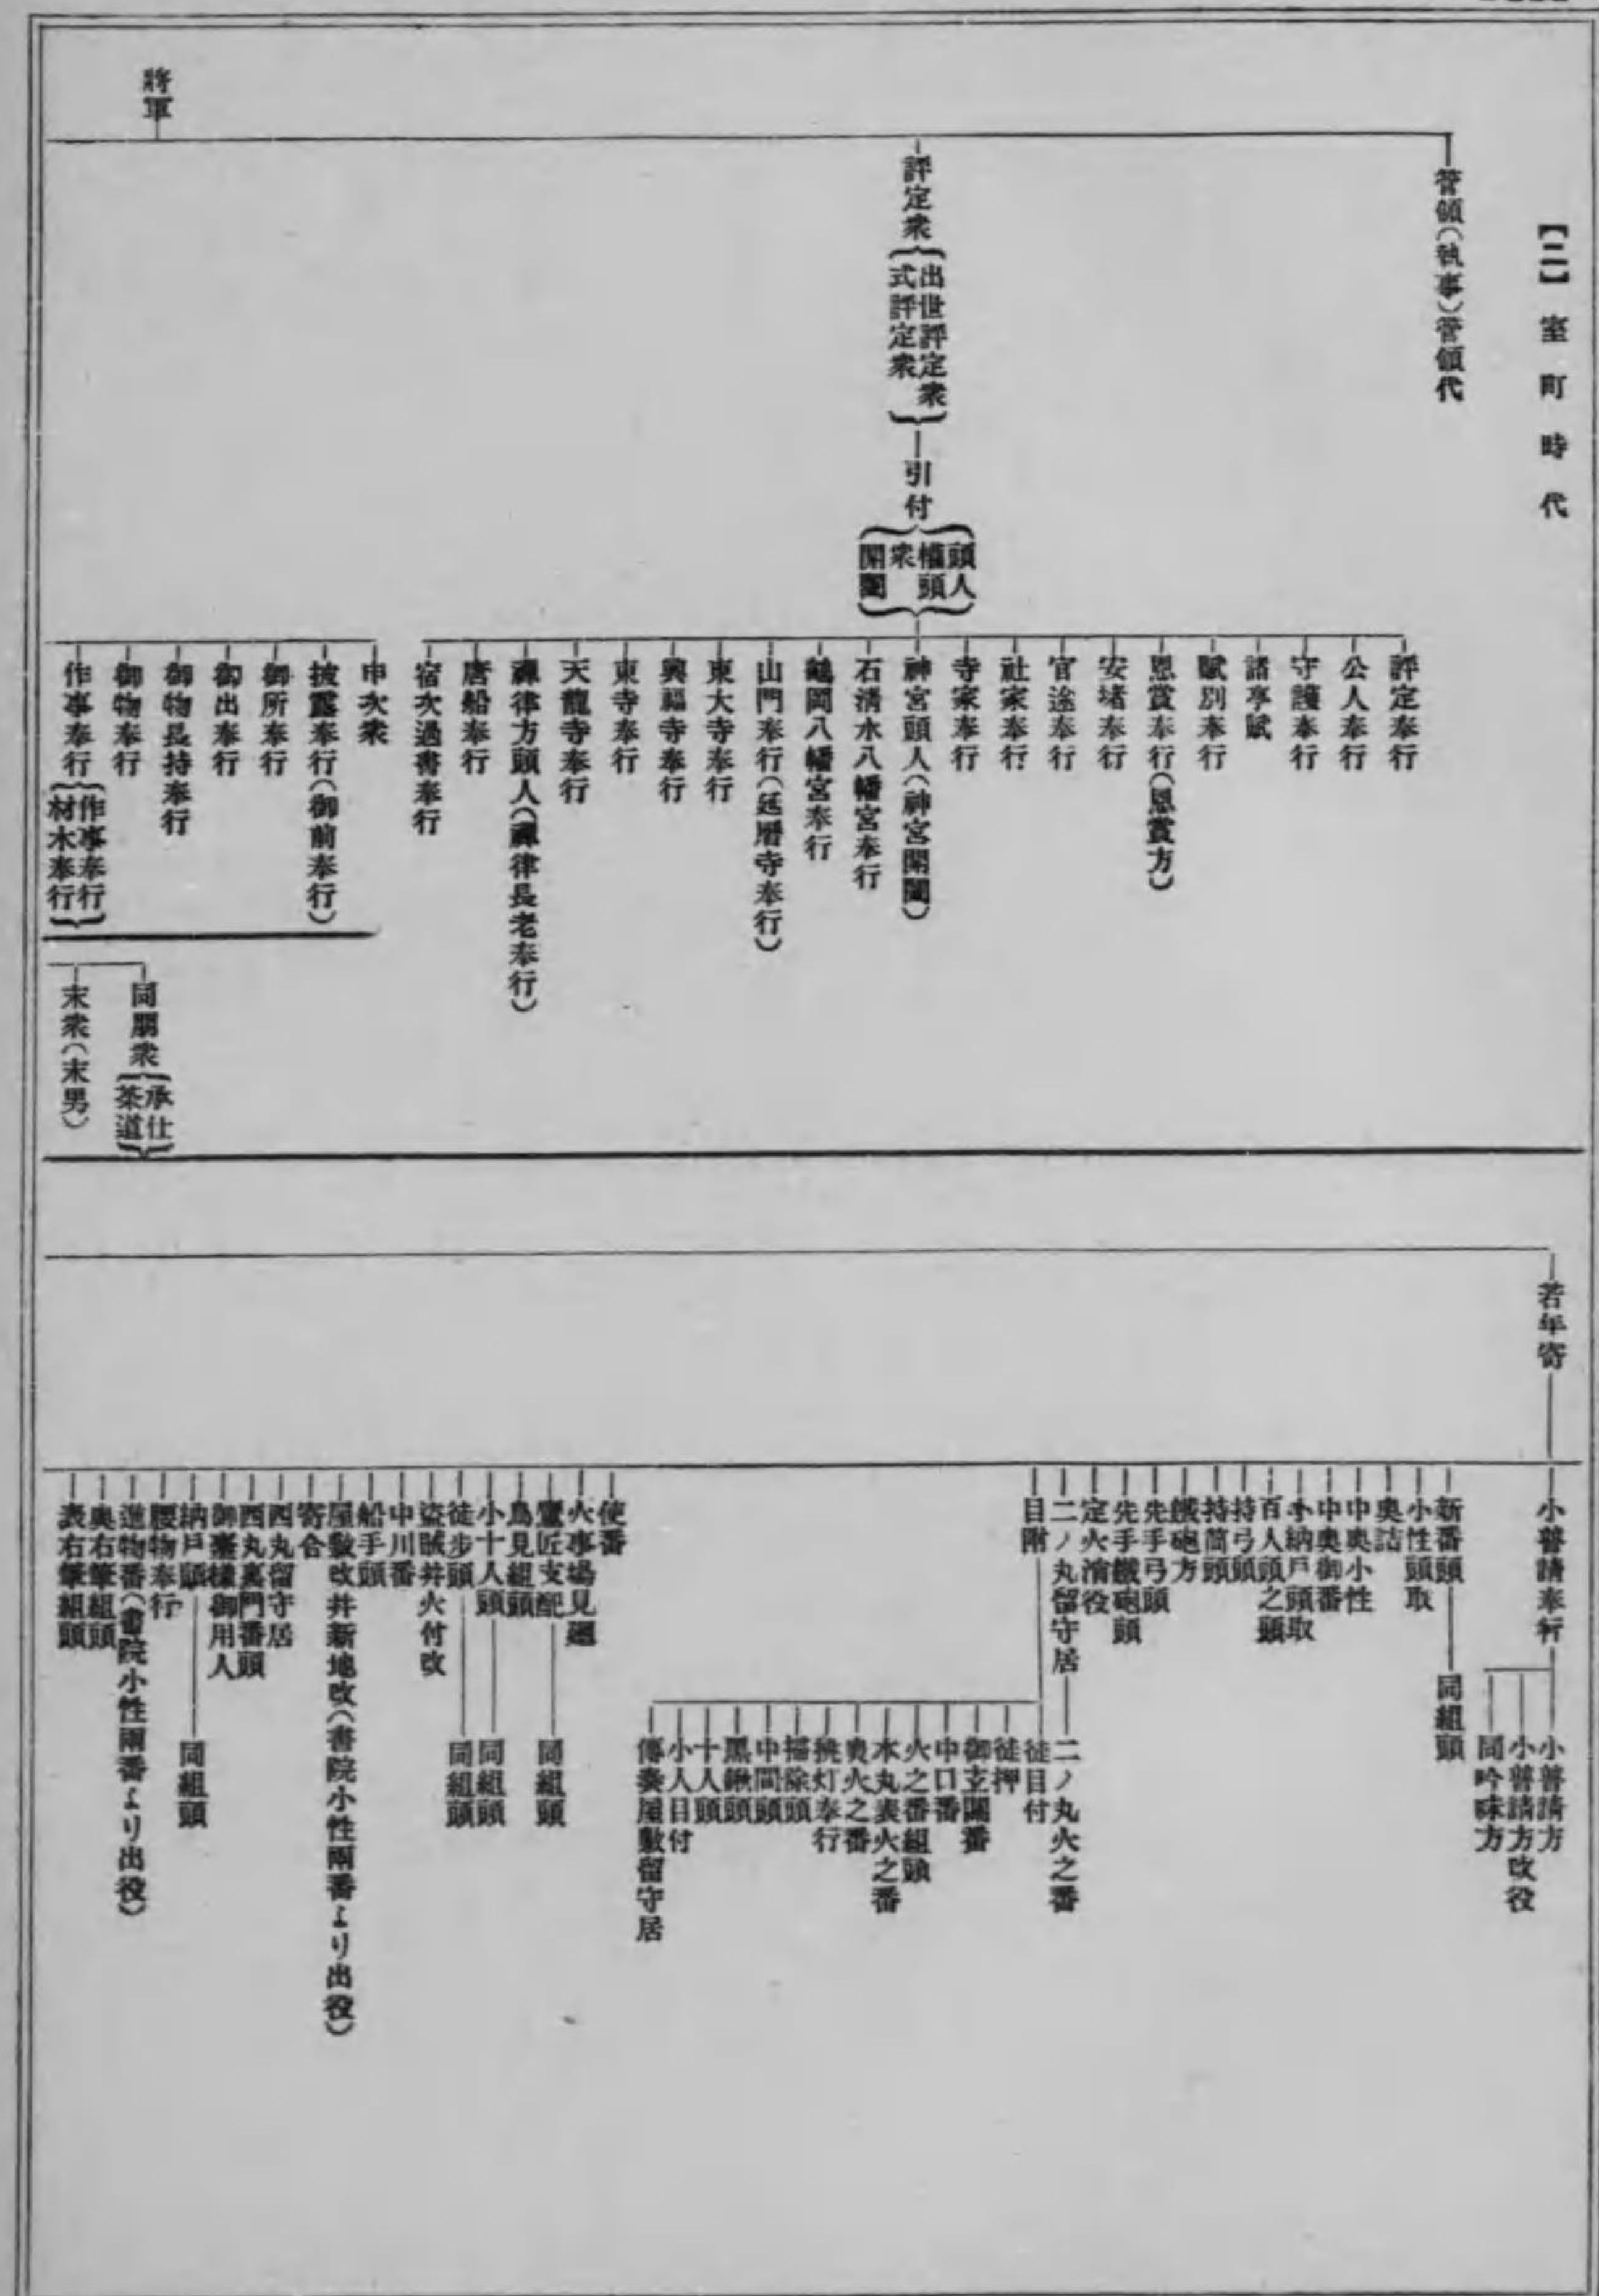 【二】室町時代
將軍
管領(執事)管領代
評定衆
出世評定衆
式評定衆
引付
頭人
權頭
衆
開闔
評定奉行
公人奉行
守護奉行
諸亭賦
賦別奉行
恩賞奉行(恩賞方)
安堵奉行
官途奉行
社家奉行
寺家奉行
神宮頭人(神宮開闔)
石淸水八幡宮奉行
鶴岡八幡宮奉行
山門奉行(延曆寺奉行)
東大寺奉行
興福寺奉行
東寺奉行
天龍寺奉行
禪律方頭人(禪律長老奉行)
唐船奉行
宿次過書奉行
申次衆
披露奉行(御前奉行)
御所奉行
御出奉行
御物長持奉行
御物奉行
作事奉行
作事奉行
材木奉行
同朋衆
承仕
茶道
末衆(末男)
若年寄
小普請奉行
小普請方
小普請方改役
同吟味方
新番頭
同組頭
小性頭取
奥詰
中奥小性
中奥御番
小納戸頭取
百人頭之頭
持弓頭
持筒頭
鐵砲方
先手弓頭
先手鐵砲頭
定火消役
二ノ丸留守居
二ノ丸火之番
目附
徒目付
徒押
御玄關番
中口番
火之番組頭
本丸表火之番
奥火之番
挑灯奉行
掃除頭
中間頭
黑鍬頭
十人頭
小人目付
傳奏屋敷留守居
使番
火事場見廻
鷹匠支配
同組頭
鳥見組頭
小十人頭
同組頭
徒步頭
同組頭
盜賊幷火付改
中川番
船手頭
屋敷改幷新地改(書院小性兩番より出役)
寄合
西丸留守居
西丸裏門番頭
御臺樣御用人
納戸頭
同組頭
腰物奉行
進物番(書院小性兩番より出役)
奥右筆組頭
表右筆組頭